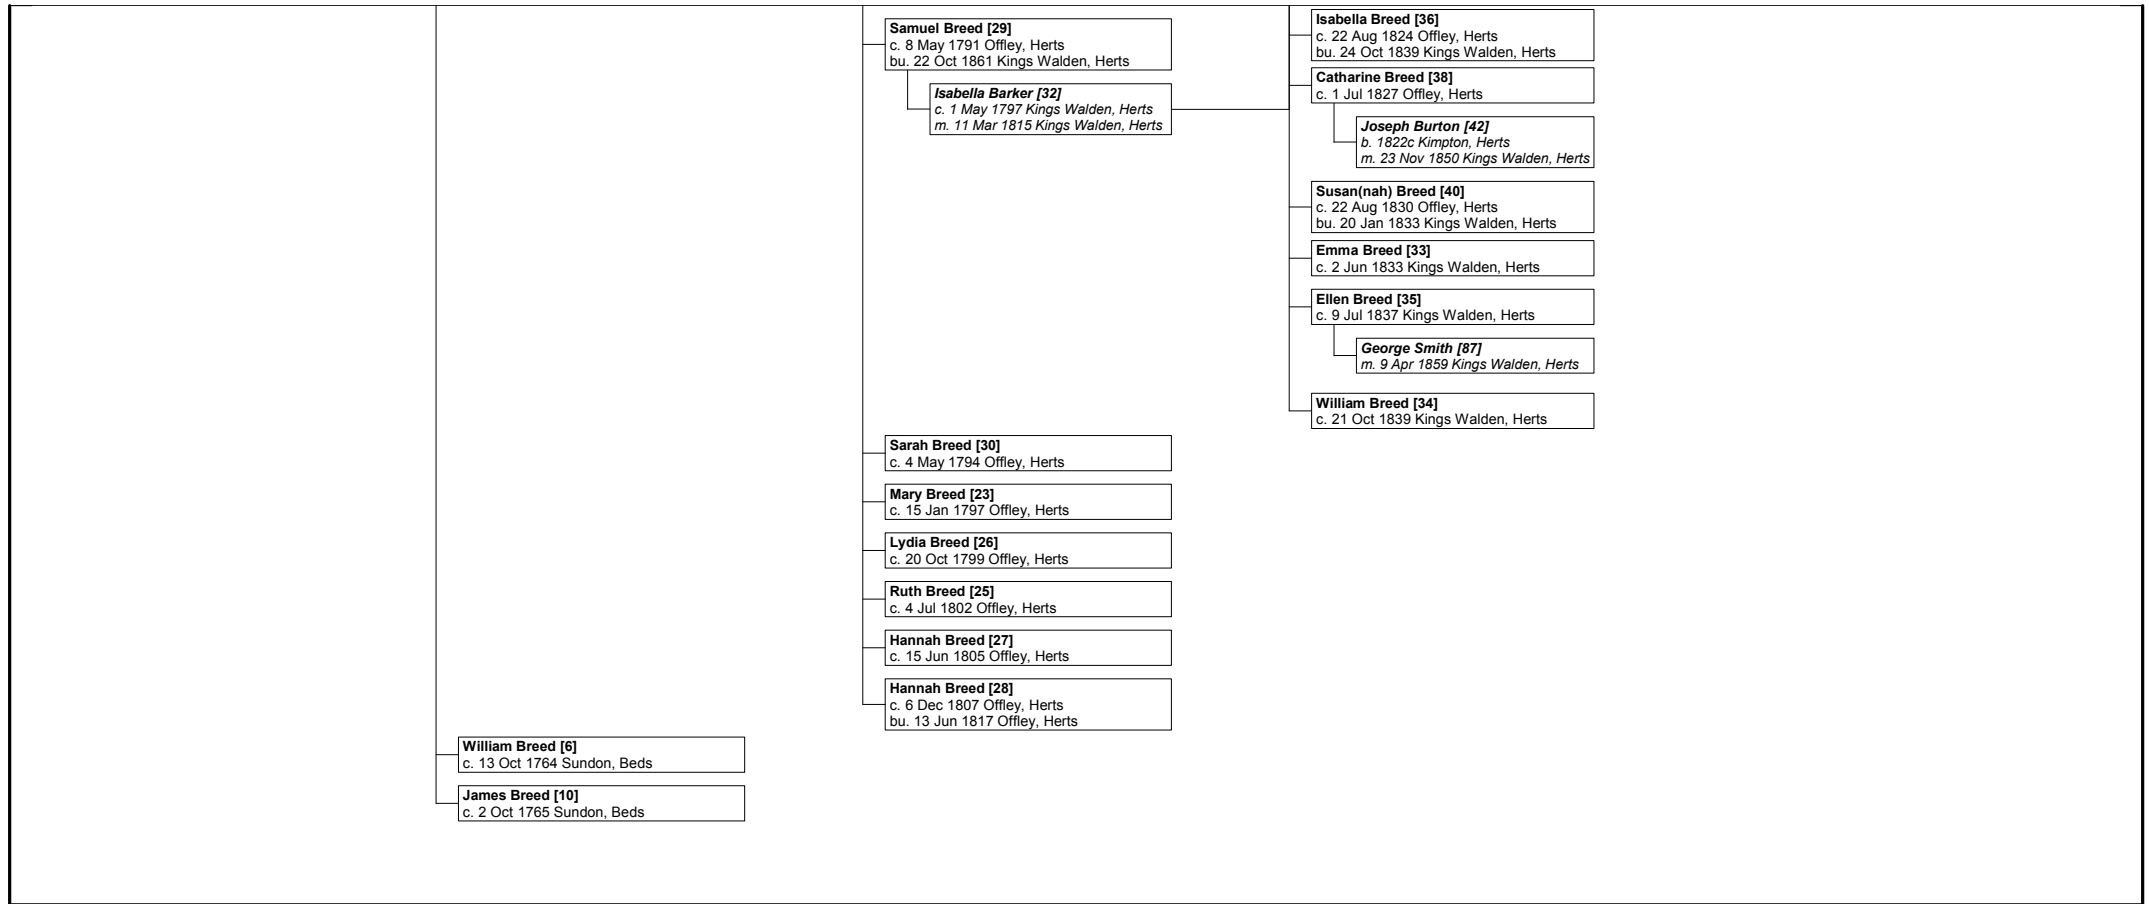 Samuel Breed [29]
c. 8 May 1791 Offley, Herts
bu. 22 Oct 1861 Kings Walden, Herts
Isabella Barker [32]
c. 1 May 1797 Kings Walden, Herts
m. 11 Mar 1815 Kings Walden, Herts
Isabella Breed [36]
c. 22 Aug 1824 Offley, Herts
bu. 24 Oct 1839 Kings Walden, Herts
Catharine Breed [38]
c. 1 Jul 1827 Offley, Herts
Joseph Burton [42]
b. 1822c Kimpton, Herts
m. 23 Nov 1850 Kings Walden, Herts
Susan(nah) Breed [40]
c. 22 Aug 1830 Offley, Herts
bu. 20 Jan 1833 Kings Walden, Herts
Emma Breed [33]
c. 2 Jun 1833 Kings Walden, Herts
Ellen Breed [35]
c. 9 Jul 1837 Kings Walden, Herts
George Smith [87]
m. 9 Apr 1859 Kings Walden, Herts
William Breed [34]
c. 21 Oct 1839 Kings Walden, Herts
Sarah Breed [30]
c. 4 May 1794 Offley, Herts
Mary Breed [23]
c. 15 Jan 1797 Offley, Herts
Lydia Breed [26]
c. 20 Oct 1799 Offley, Herts
Ruth Breed [25]
c. 4 Jul 1802 Offley, Herts
Hannah Breed [27]
c. 15 Jun 1805 Offley, Herts
Hannah Breed [28]
c. 6 Dec 1807 Offley, Herts
bu. 13 Jun 1817 Offley, Herts
William Breed [6]
c. 13 Oct 1764 Sundon, Beds
James Breed [10]
c. 2 Oct 1765 Sundon, Beds